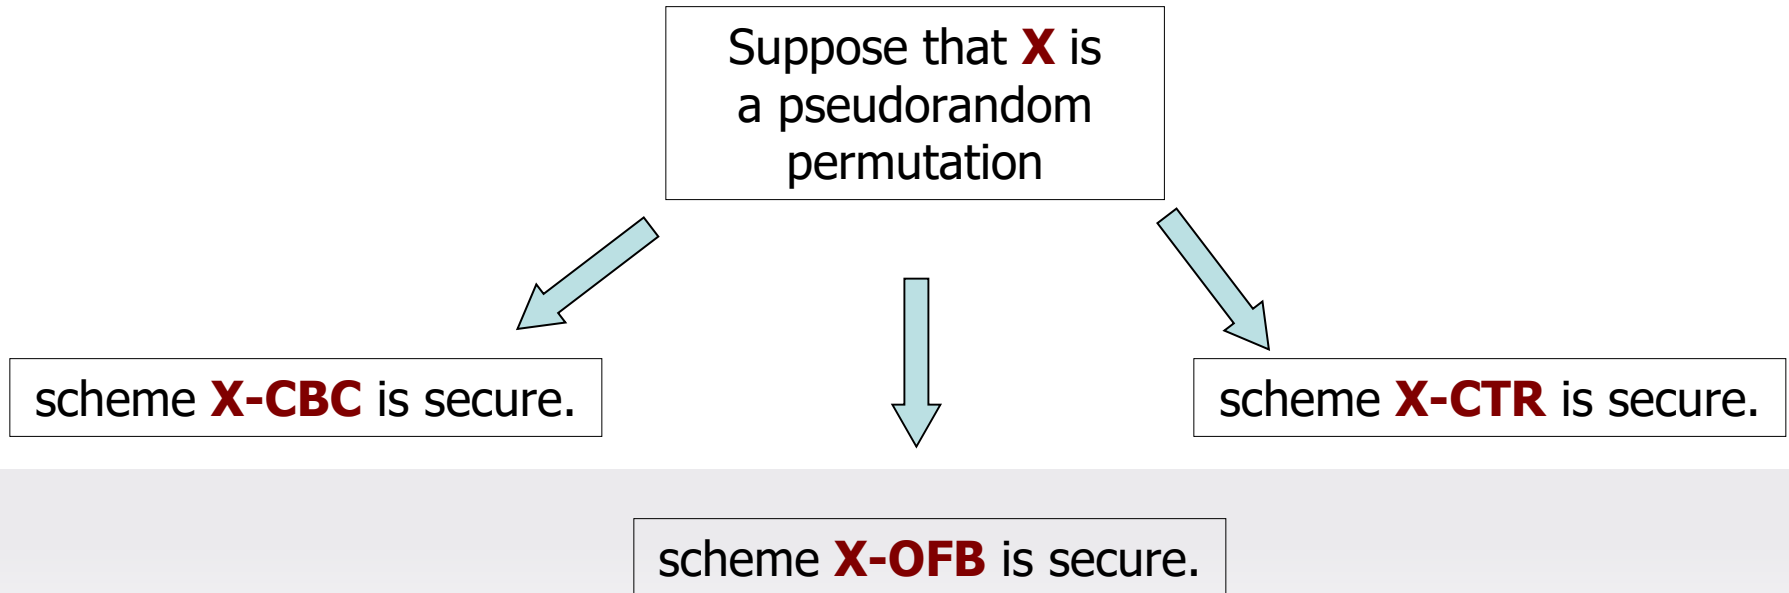 Suppose that X is
a pseudorandom
permutation
scheme X-CBC is secure.
scheme X-CTR is secure.
scheme X-OFB is secure.